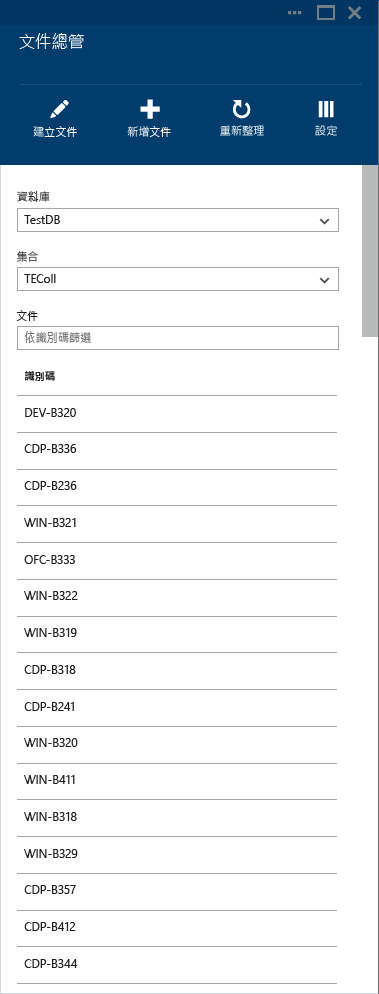 文件總管
建立文件 新增文件 重新整理 設定
資料庫
TestDB
集合
TEColl
文件
依識別碼篩選
識別碼
DEV-B320
CDP-B336
CDP-B236
WIN-B321
OFC-B333
WIN-B322
WIN-B319
CDP-B318
CDP-B241
WIN-B320
WIN-B411
WIN-B318
WIN-B329
CDP-B357
CDP-B412
CDP-B344